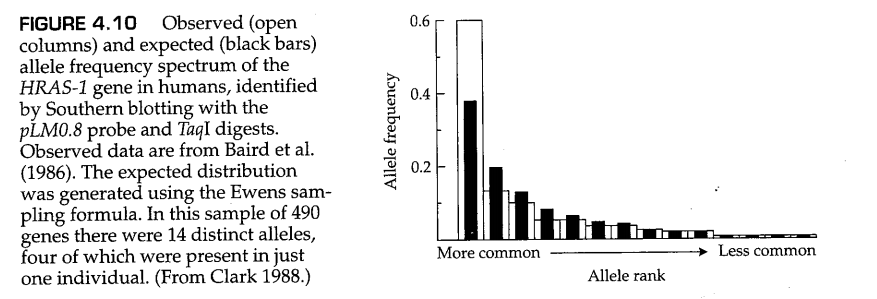 FIGURE 4.10 Observed (open
columns) and expected (black bars)
allele frequency spectrum of the
HRAS-1 gene in humans, identified
by Southern blotting with the
pLM0.8 probe and TaqI digests.
Observed data are from Baird et al.
(1986). The expected distribution
was generated using the Ewens sam-
pling formula. In this sample of 490
genes there were 14 distinct alleles,
four of which were present in just
one individual. (From Clark 1988.)
Allele frequency
0.6
0.4
0.2
More common
Less common
Allele rank